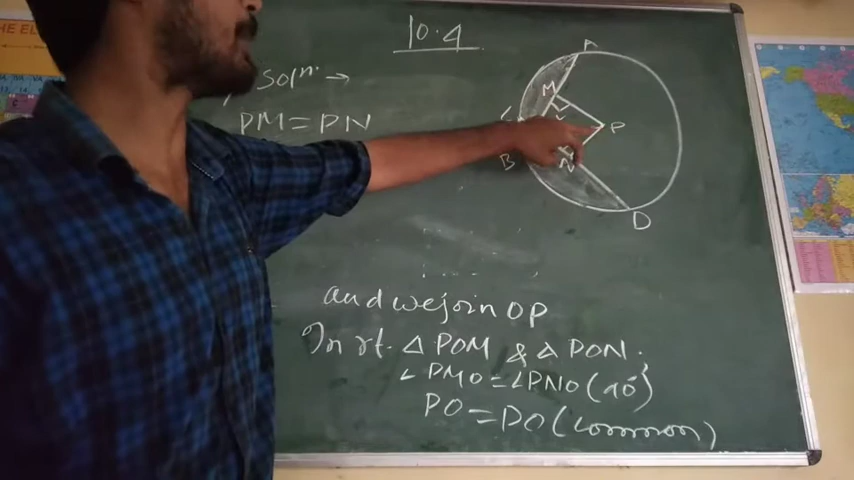 10.4
Soln. →
PM = PN
A
M
P
B
N
D
and we join OP
In rt. △ POM & △ PON.
∠PMO = ∠PNO (90°)
PO = PO (common)